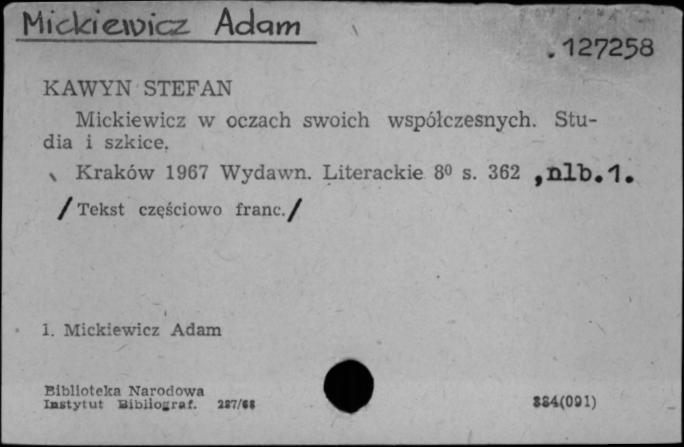 Mickiewicz Adam
.127258
KAWYN STEFAN
Mickiewicz w oczach swoich współczesnych. Stu-
dia i szkice.
Kraków 1967 Wydawn. Literackie 8⁰ s. 362 ,nlb.1.
/Tekst częściowo franc./
1. Mickiewicz Adam
Biblioteka Narodowa
Instytut Bibliograf. 287/68
884(091)